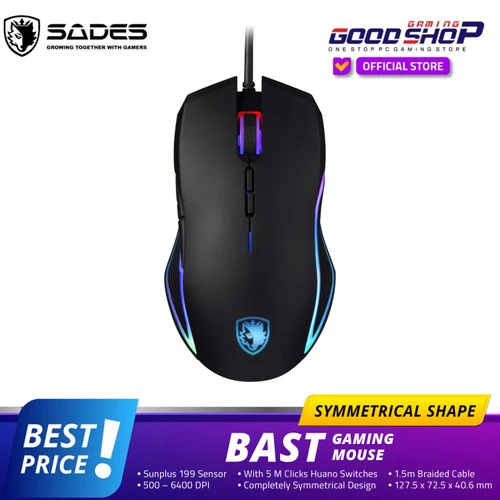 SADES
GROWING TOGETHER WITH GAMERS
GAMING
GOODSHOP
ONE STOP PC GAMING STORE
OFFICIAL STORE
SYMMETRICAL SHAPE
BEST
PRICE!
BAST GAMING
MOUSE
• Sunplus 199 Sensor
• 500 – 6400 DPI
• With 5 M Clicks Huano Switches
• Completely Symmetrical Design
• 1.5m Braided Cable
• 127.5 x 72.5 x 40.6 mm